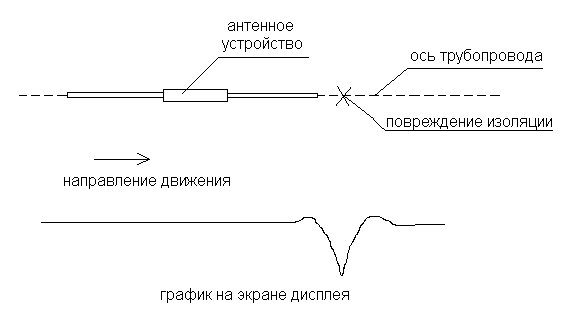 антенное
устройство
ось трубопровода
повреждение изоляции
направление движения
график на экране дисплея